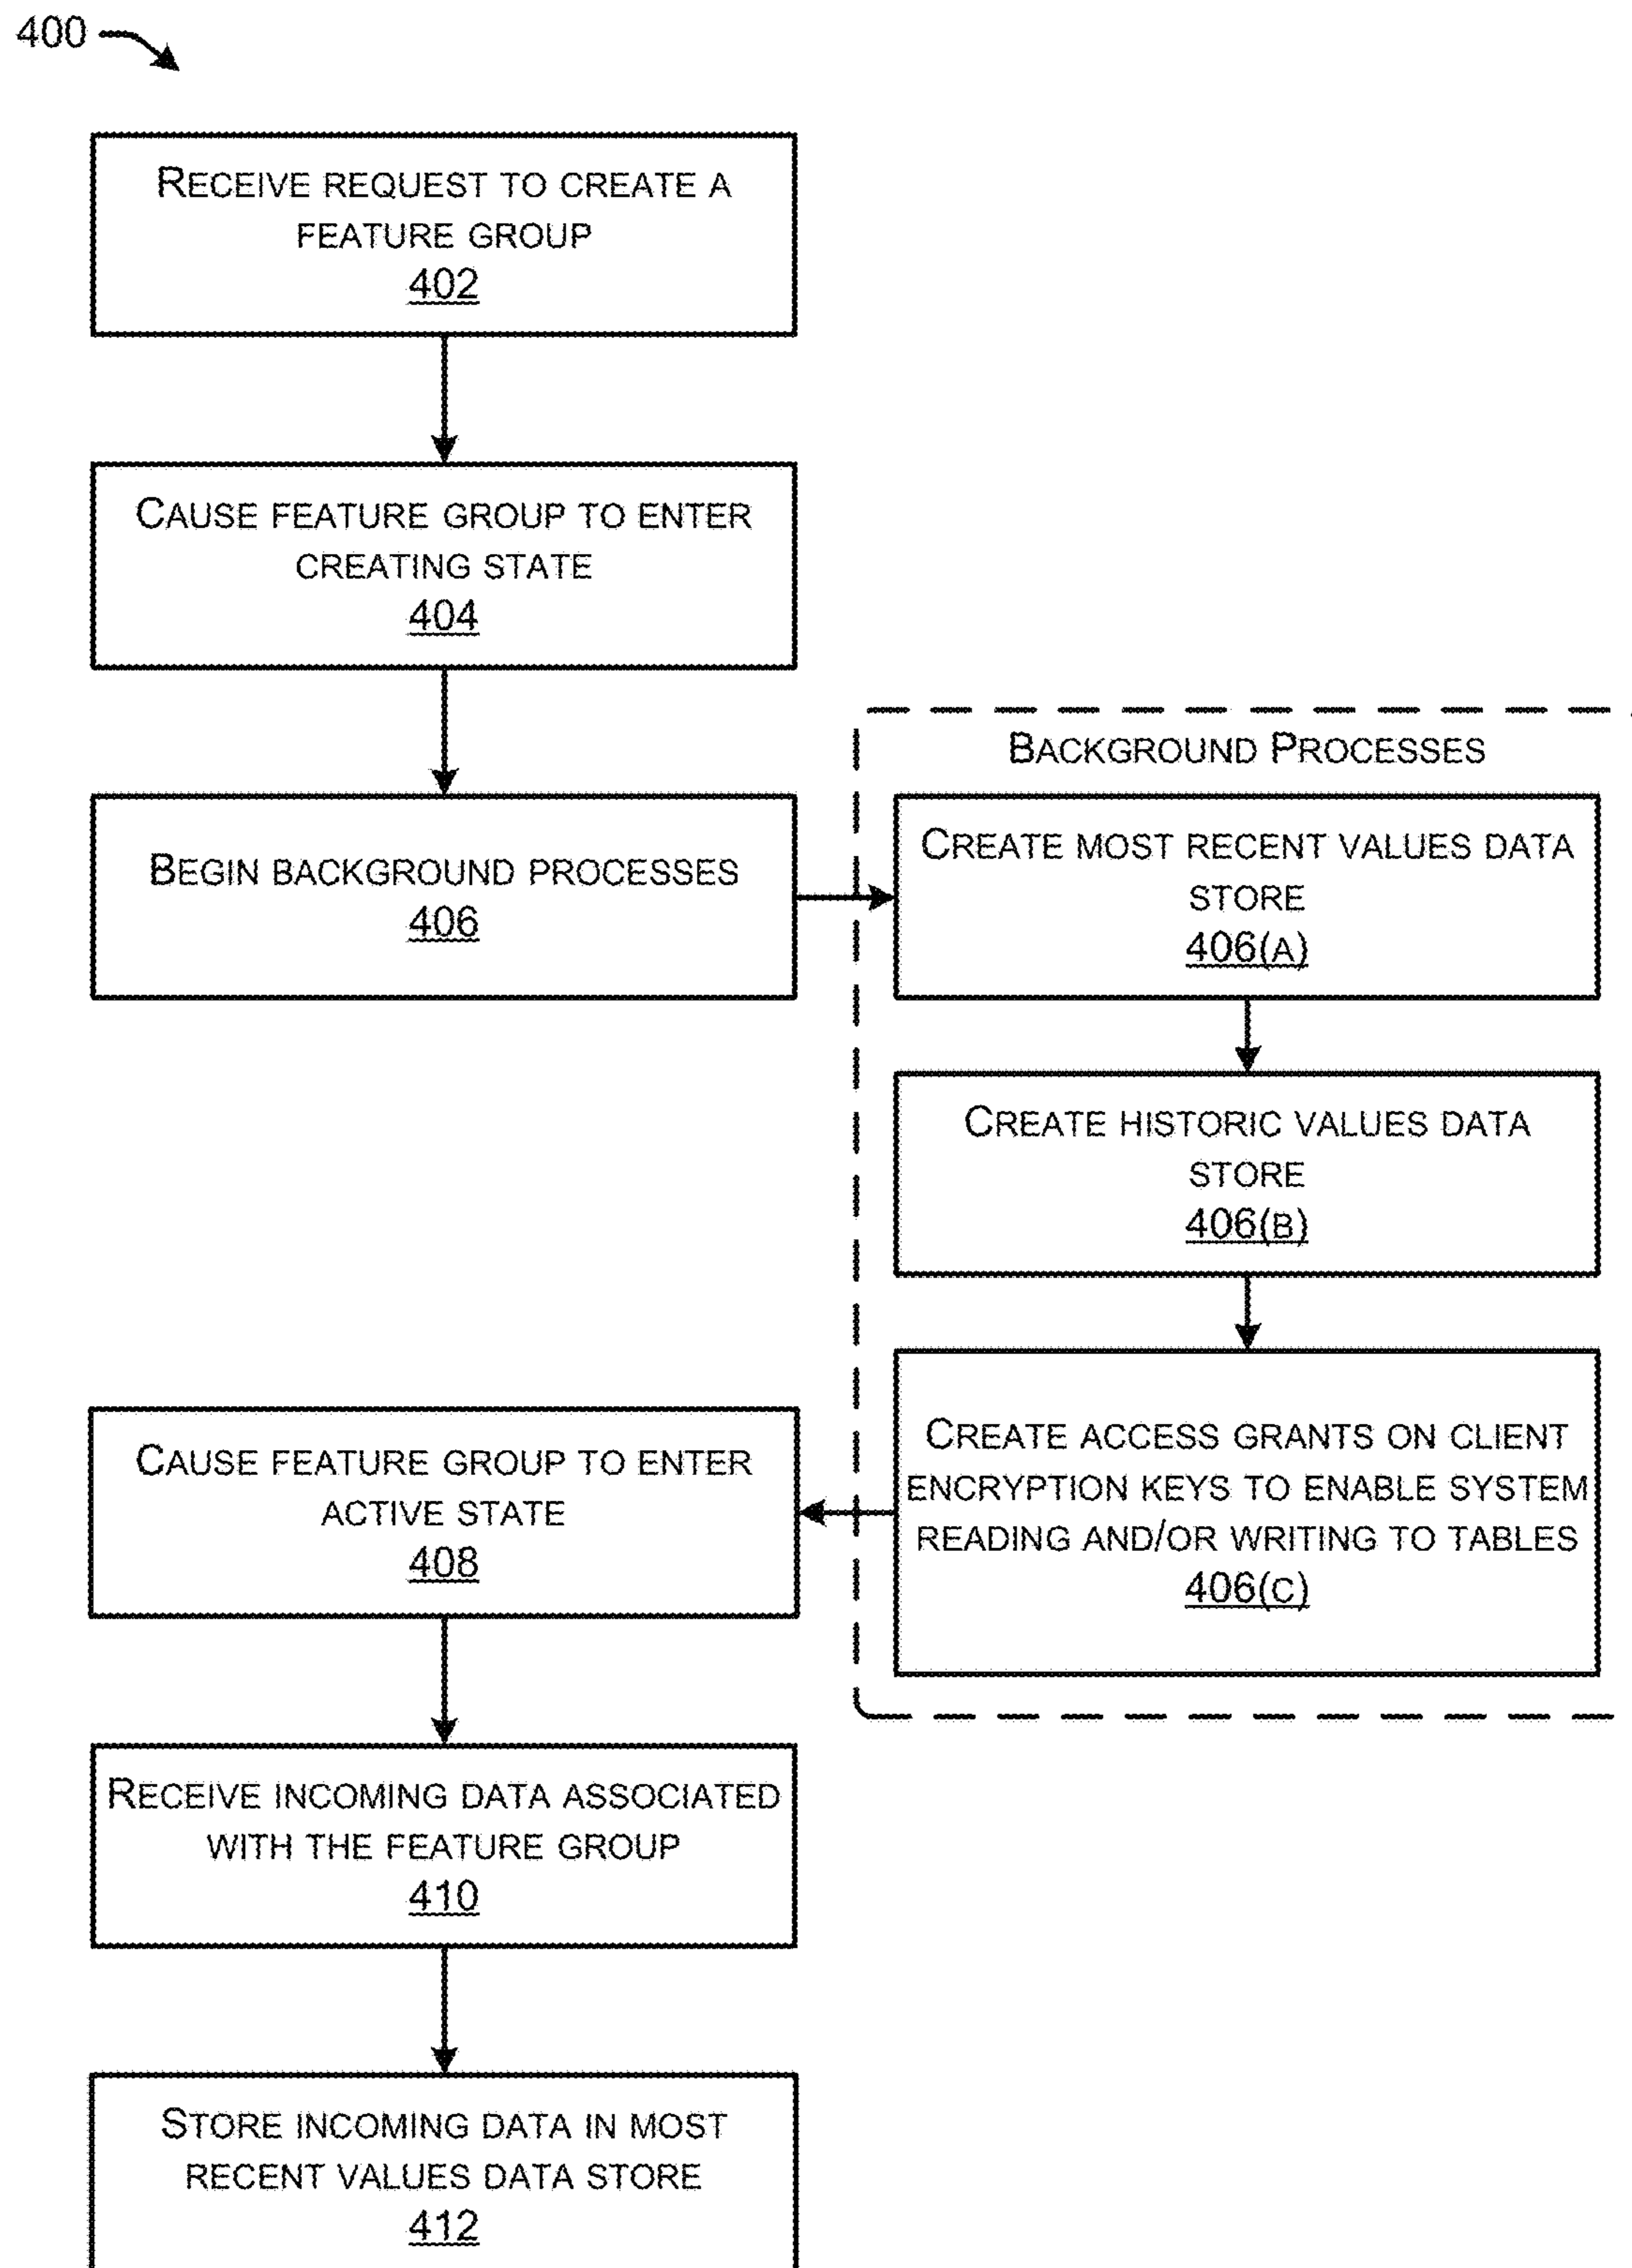 400
RECEIVE REQUEST TO CREATE A
FEATURE GROUP
402
CAUSE FEATURE GROUP TO ENTER
CREATING STATE
404
BEGIN BACKGROUND PROCESSES
406
BACKGROUND PROCESSES
CREATE MOST RECENT VALUES DATA
STORE
406(A)
CREATE HISTORIC VALUES DATA
STORE
406(B)
CREATE ACCESS GRANTS ON CLIENT
ENCRYPTION KEYS TO ENABLE SYSTEM
READING AND/OR WRITING TO TABLES
406(C)
CAUSE FEATURE GROUP TO ENTER
ACTIVE STATE
408
RECEIVE INCOMING DATA ASSOCIATED
WITH THE FEATURE GROUP
410
STORE INCOMING DATA IN MOST
RECENT VALUES DATA STORE
412